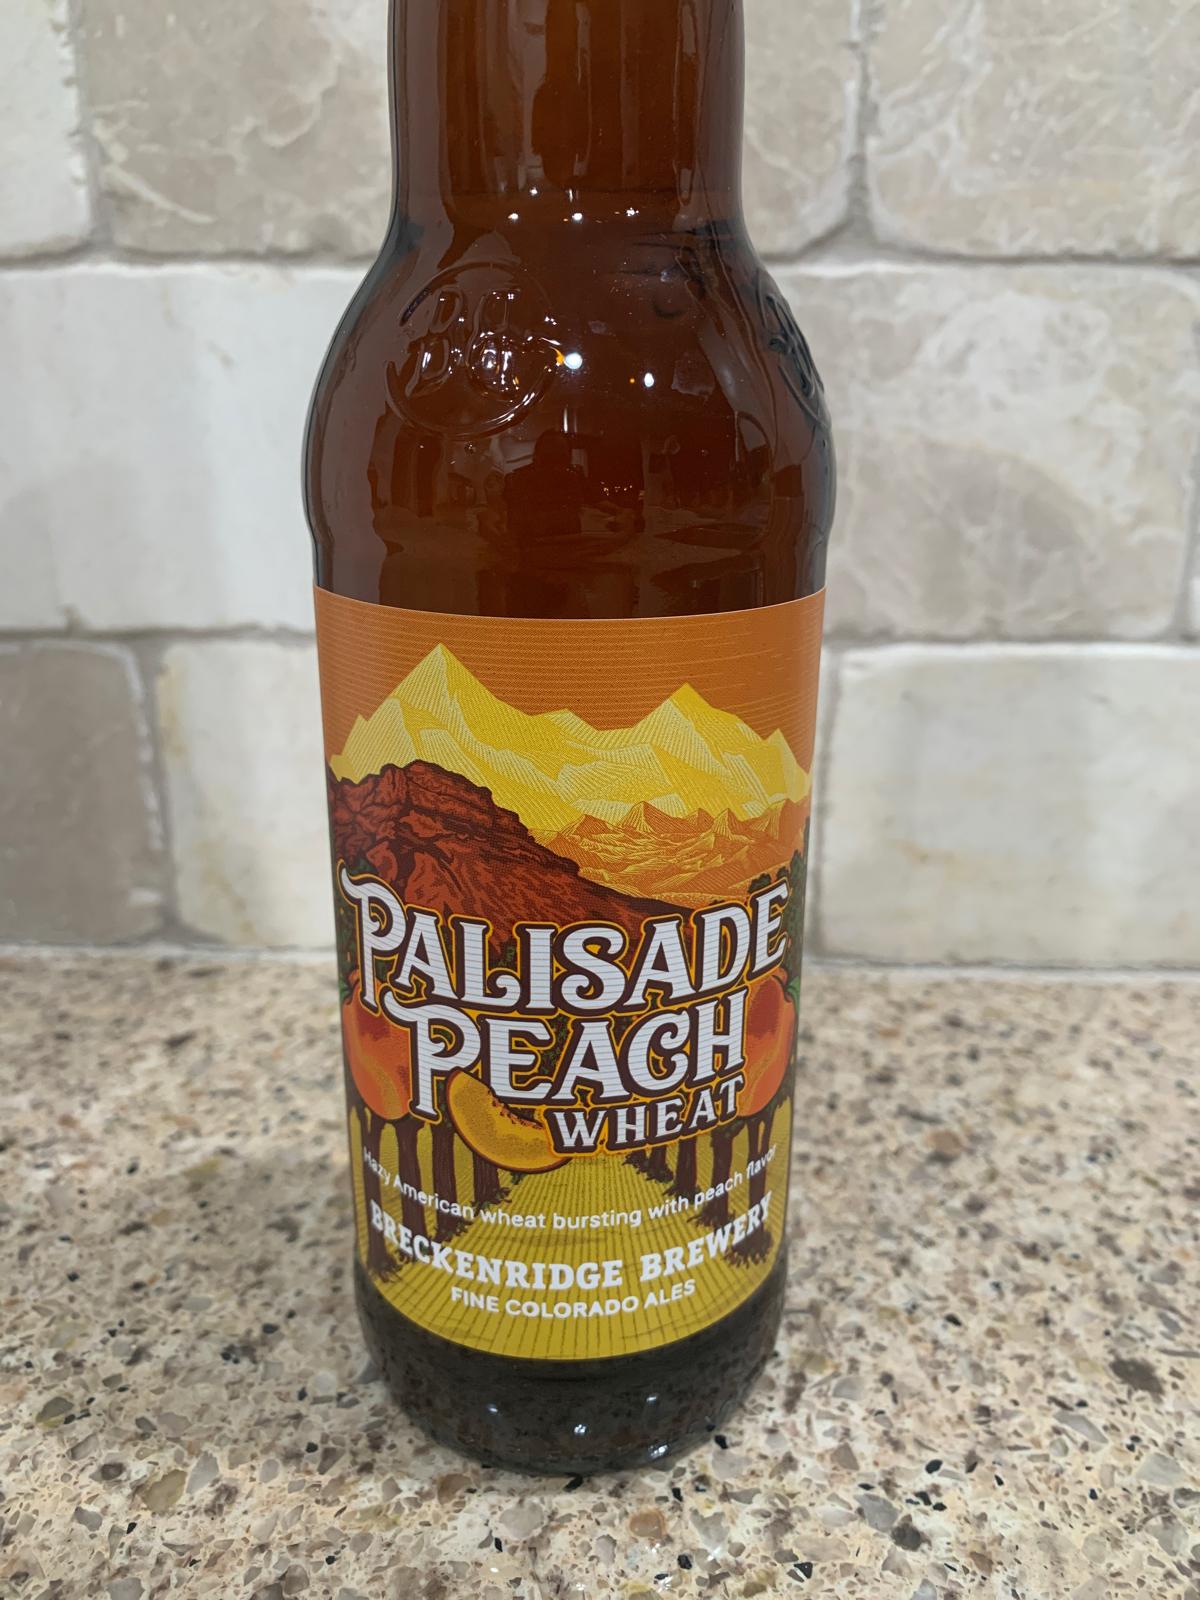 PALISADE
PEACH
WHEAT
Hazy American wheat bursting with peach flavor
BRECKENRIDGE BREWERY
FINE COLORADO ALES